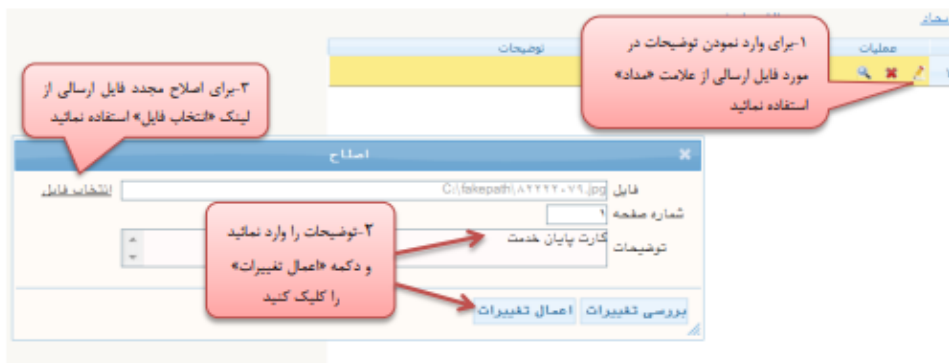 عملیات
توضیحات
۱-برای وارد نمودن توضیحات در
مورد فایل ارسالی از علامت «مداد»
استفاده نمائید
۳-برای اصلاح مجدد فایل ارسالی از
لینک «انتخاب فایل» استفاده نمائید
اصلاح
فایل C:\fakepath\۸۲۲۲۲۰۷۹.jpg انتخاب فایل
شماره صفحه ۱
توضیحات کارت پایان خدمت
۲-توضیحات را وارد نمائید
و دکمه «اعمال تغییرات»
را کلیک کنید
بررسی تغییرات اعمال تغییرات